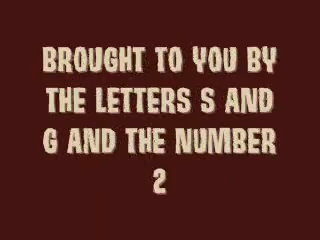 BROUGHT TO YOU BY
THE LETTERS S AND
G AND THE NUMBER
2